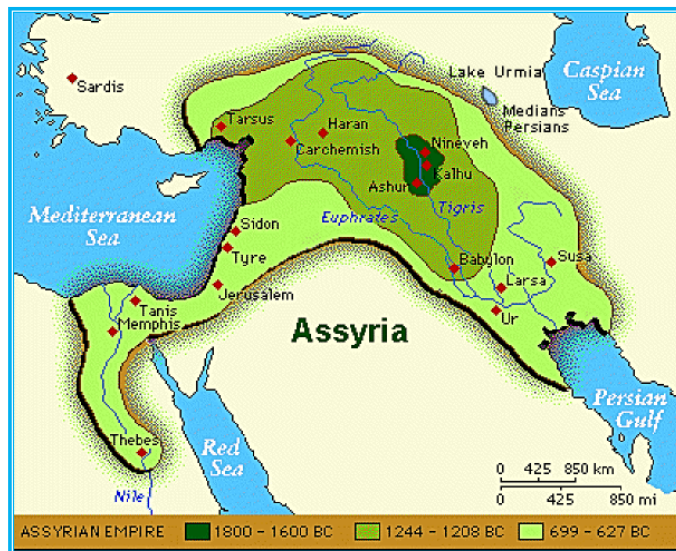 Lake Urmia
Caspian
Sea
Sardis
Medians
Persians
Tarsus
Haran
Carchemish
Nineveh
Kalhu
Ashur
Tigris
Euphrates
Mediterranean
Sea
Sidon
Tyre
Jerusalem
Babylon
Susa
Larsa
Ur
Tanis
Memphis
Assyria
Thebes
Nile
Red
Sea
Persian
Gulf
0 425 850 km
0 425 850 mi
ASSYRIAN EMPIRE 1800 - 1600 BC 1244 - 1208 BC 699 - 627 BC